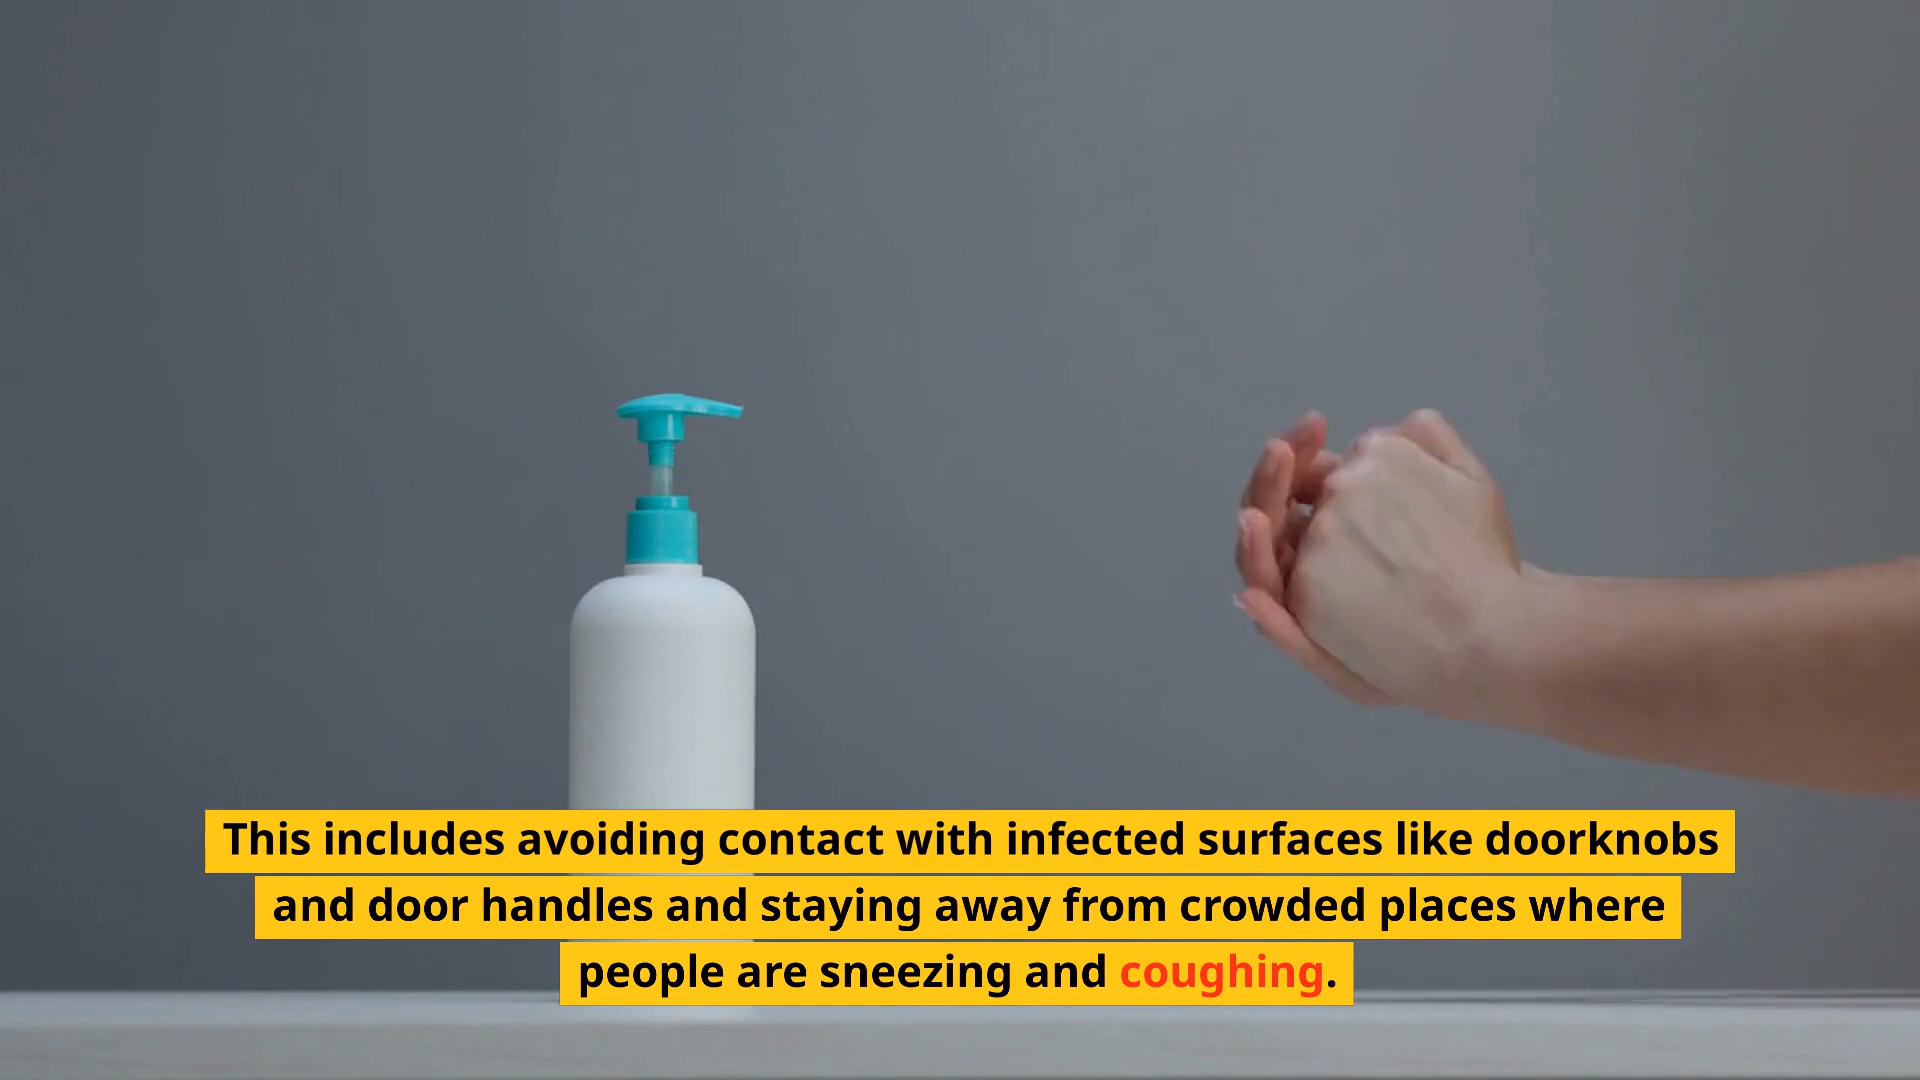 This includes avoiding contact with infected surfaces like doorknobs
and door handles and staying away from crowded places where
people are sneezing and coughing.